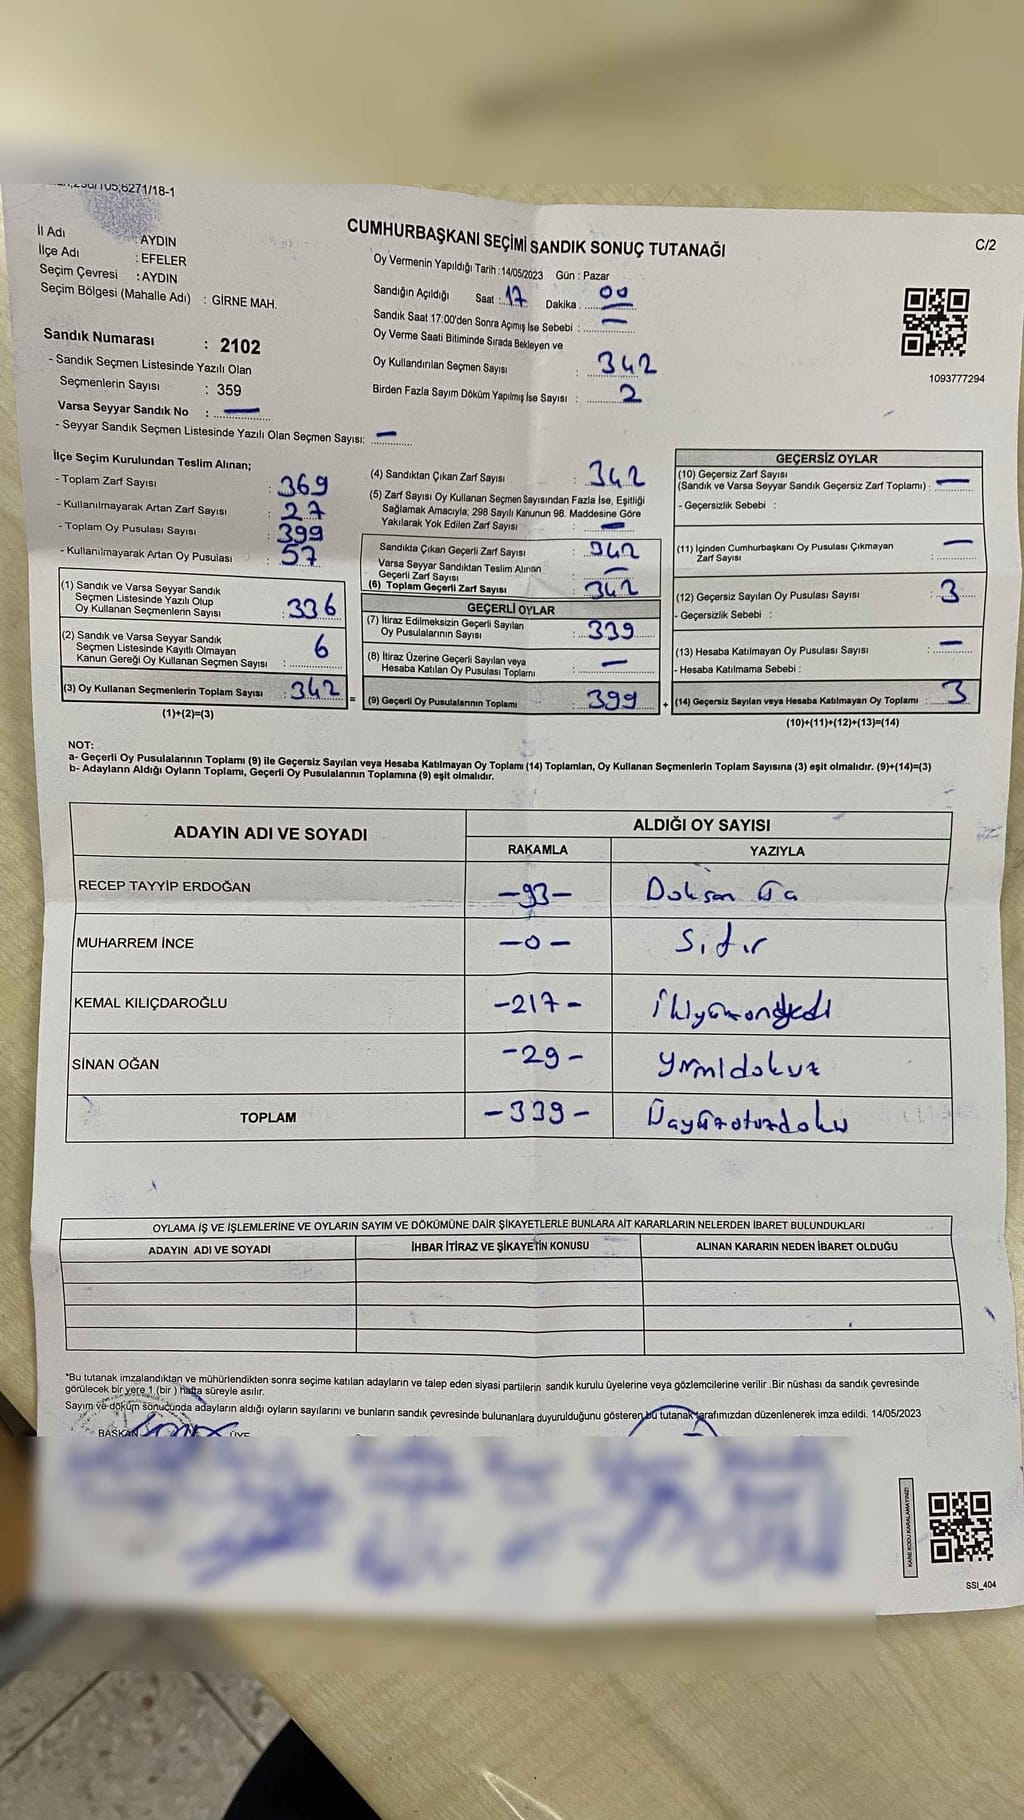 6271/18-1
İl Adı : AYDIN
İlçe Adı : EFELER
Seçim Çevresi : AYDIN
Seçim Bölgesi (Mahalle Adı) : GİRNE MAH.
CUMHURBAŞKANI SEÇİMİ SANDIK SONUÇ TUTANAĞI
C/2
Oy Vermenin Yapıldığı Tarih :14/05/2023 Gün : Pazar
Sandığın Açıldığı Saat : 17 Dakika 00
Sandık Saat 17:00'den Sonra Açımış İse Sebebi : —
Oy Verme Saati Bitiminde Sırada Bekleyen ve
Oy Kullandırılan Seçmen Sayısı : 342
Birden Fazla Sayım Döküm Yapılmış İse Sayısı : 2
1093777294
Sandık Numarası : 2102
- Sandık Seçmen Listesinde Yazılı Olan
Seçmenlerin Sayısı : 359
Varsa Seyyar Sandık No : —
- Seyyar Sandık Seçmen Listesinde Yazılı Olan Seçmen Sayısı: —
İlçe Seçim Kurulundan Teslim Alınan;
- Toplam Zarf Sayısı : 369
- Kullanılmayarak Artan Zarf Sayısı : 27
- Toplam Oy Pusulası Sayısı : 399
- Kullanılmayarak Artan Oy Pusulası : 57
(1) Sandık ve Varsa Seyyar Sandık
Seçmen Listesinde Yazılı Olup
Oy Kullanan Seçmenlerin Sayısı : 336
(2) Sandık ve Varsa Seyyar Sandık
Seçmen Listesinde Kayıtlı Olmayan
Kanun Gereği Oy Kullanan Seçmen Sayısı : 6
(3) Oy Kullanan Seçmenlerin Toplam Sayısı : 342
(1)+(2)=(3)
(4) Sandıktan Çıkan Zarf Sayısı : 342
(5) Zarf Sayısı Oy Kullanan Seçmen Sayısından Fazla İse, Eşitliği
Sağlamak Amacıyla; 298 Sayılı Kanunun 98. Maddesine Göre
Yakılarak Yok Edilen Zarf Sayısı : —
Sandıkta Çıkan Geçerli Zarf Sayısı : 342
Varsa Seyyar Sandıktan Teslim Alınan
Geçerli Zarf Sayısı : —
(6) Toplam Geçerli Zarf Sayısı : 342
GEÇERLİ OYLAR
(7) İtiraz Edilmeksizin Geçerli Sayılan
Oy Pusulalarının Sayısı : 339
(8) İtiraz Üzerine Geçerli Sayılan veya
Hesaba Katılan Oy Pusulası Toplamı : —
= (9) Geçerli Oy Pusulalarının Toplamı : 399 +
GEÇERSİZ OYLAR
(10) Geçersiz Zarf Sayısı
(Sandık ve Varsa Seyyar Sandık Geçersiz Zarf Toplamı) : —
- Geçersizlik Sebebi :
(11) İçinden Cumhurbaşkanı Oy Pusulası Çıkmayan
Zarf Sayısı : —
(12) Geçersiz Sayılan Oy Pusulası Sayısı : 3
- Geçersizlik Sebebi :
(13) Hesaba Katılmayan Oy Pusulası Sayısı : —
- Hesaba Katılmama Sebebi :
(14) Geçersiz Sayılan veya Hesaba Katılmayan Oy Toplamı : 3
(10)+(11)+(12)+(13)=(14)
NOT:
a- Geçerli Oy Pusulalarının Toplamı (9) ile Geçersiz Sayılan veya Hesaba Katılmayan Oy Toplamı (14) Toplamları, Oy Kullanan Seçmenlerin Toplam Sayısına (3) eşit olmalıdır. (9)+(14)=(3)
b- Adayların Aldığı Oyların Toplamı, Geçerli Oy Pusulalarının Toplamına (9) eşit olmalıdır.
ADAYIN ADI VE SOYADI
ALDIĞI OY SAYISI
RAKAMLA YAZIYLA
RECEP TAYYİP ERDOĞAN -93- Doksan üç
MUHARREM İNCE -0- Sıfır
KEMAL KILIÇDAROĞLU -217- ikiyüzonyedi
SİNAN OĞAN -29- yirmidokuz
TOPLAM -339- Üçyüzotuzdokuz
OYLAMA İŞ VE İŞLEMLERİNE VE OYLARIN SAYIM VE DÖKÜMÜNE DAİR ŞİKAYETLERLE BUNLARA AİT KARARLARIN NELERDEN İBARET BULUNDUKLARI
ADAYIN ADI VE SOYADI İHBAR İTİRAZ VE ŞİKAYETİN KONUSU ALINAN KARARIN NEDEN İBARET OLDUĞU
*Bu tutanak imzalandıktan ve mühürlendikten sonra seçime katılan adayların ve talep eden siyasi partilerin sandık kurulu üyelerine veya gözlemcilerine verilir .Bir nüshası da sandık çevresinde
görülecek bir yere 1 (bir ) hafta süreyle asılır.
Sayım ve döküm sonucunda adayların aldığı oyların sayılarını ve bunların sandık çevresinde bulunanlara duyurulduğunu gösteren bu tutanak tarafımızdan düzenlenerek imza edildi. 14/05/2023
BAŞKAN ÜYE
KARE KODU KARALAMAYINIZ!
SSI_404